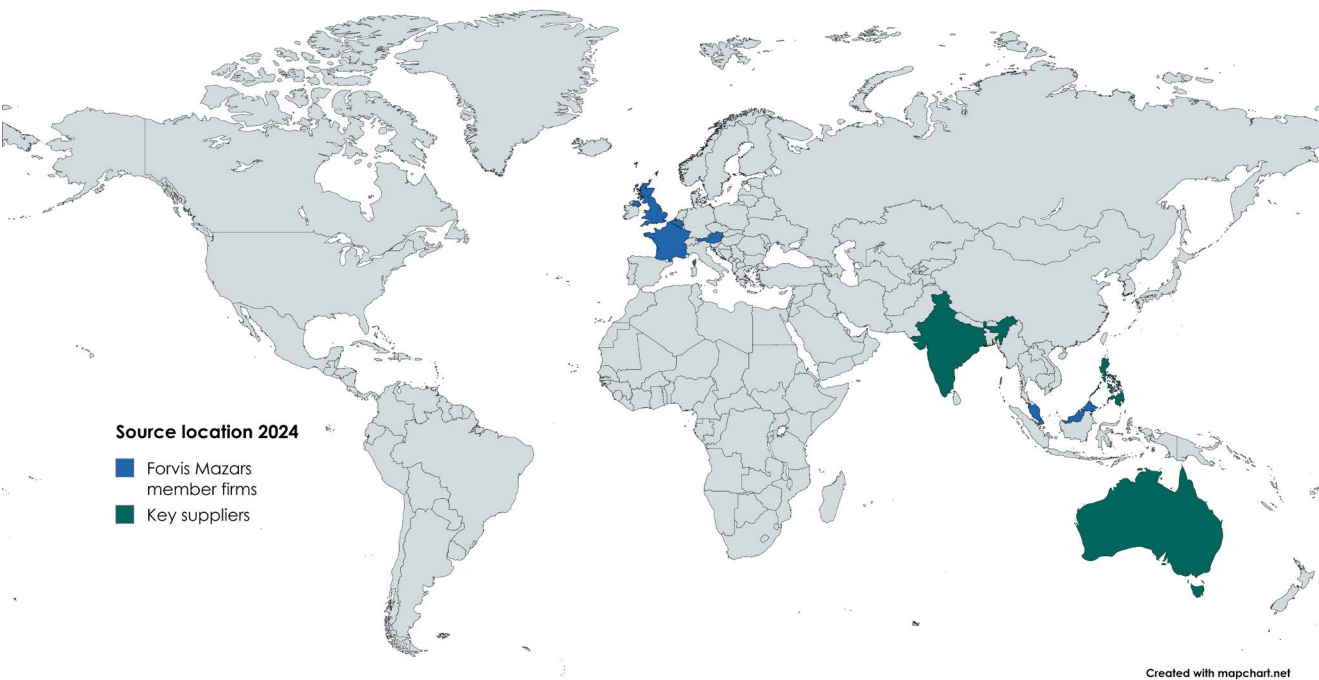 Source location 2024
Forvis Mazars
member firms
Key suppliers
Created with mapchart.net